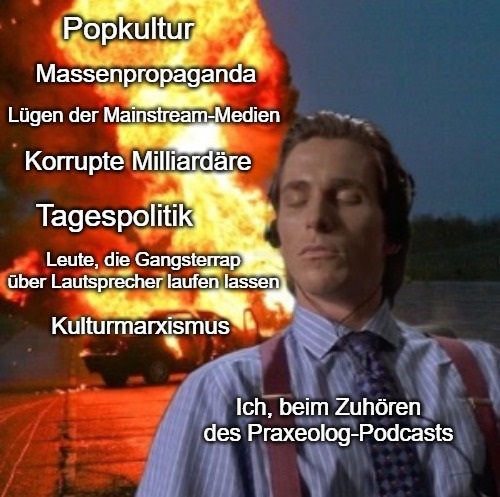 Popkultur
Massenpropaganda
Lügen der Mainstream-Medien
Korrupte Milliardäre
Tagespolitik
Leute, die Gangsterrap
über Lautsprecher laufen lassen
Kulturmarxismus
Ich, beim Zuhören
des Praxeolog-Podcasts